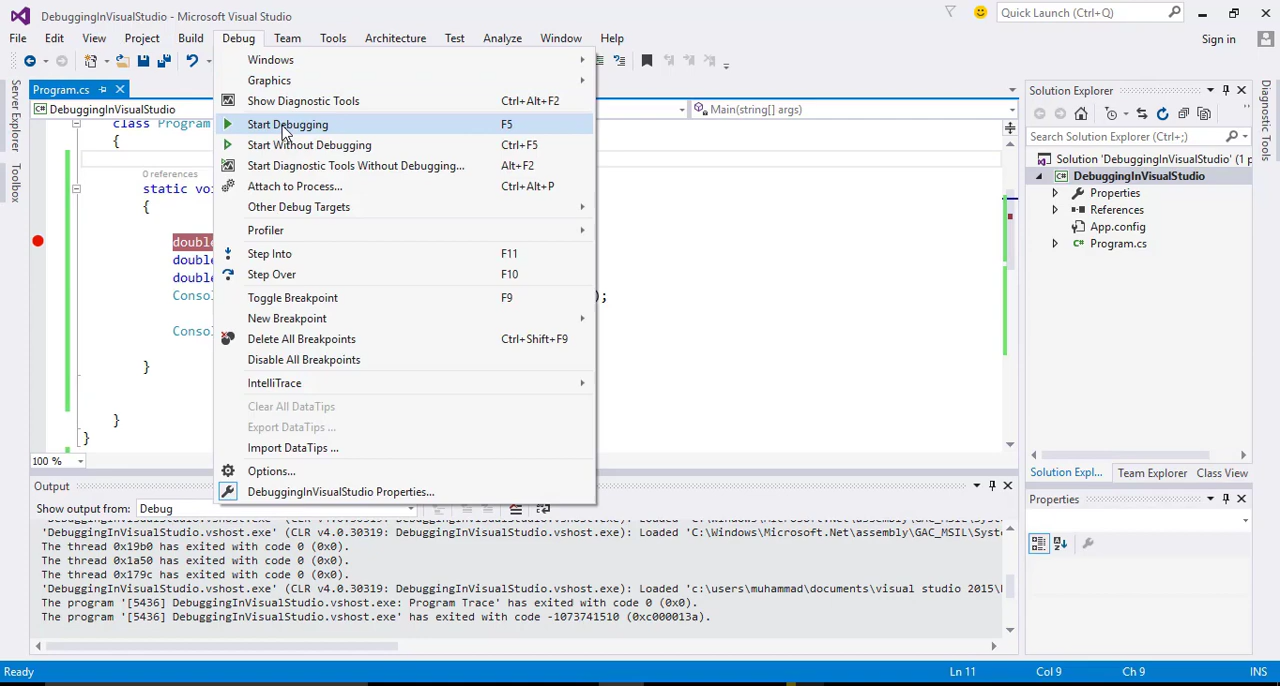 DebuggingInVisualStudio - Microsoft Visual Studio
Quick Launch (Ctrl+Q)
File Edit View Project Build Debug Team Tools Architecture Test Analyze Window Help
Sign in
Program.cs
DebuggingInVisualStudio
Main(string[] args)
class Program
{
0 references
static
{
Conso
Conso
}
}
}
100 %
Windows
Graphics
Show Diagnostic Tools Ctrl+Alt+F2
Start Debugging F5
Start Without Debugging Ctrl+F5
Start Diagnostic Tools Without Debugging... Alt+F2
Attach to Process... Ctrl+Alt+P
Other Debug Targets
Profiler
Step Into F11
Step Over F10
Toggle Breakpoint F9
New Breakpoint
Delete All Breakpoints Ctrl+Shift+F9
Disable All Breakpoints
IntelliTrace
Clear All DataTips
Export DataTips ...
Import DataTips ...
Options...
DebuggingInVisualStudio Properties...
);
Server Explorer
Toolbox
Solution Explorer
Search Solution Explorer (Ctrl+;)
Solution 'DebuggingInVisualStudio' (1 p
DebuggingInVisualStudio
Properties
References
App.config
Program.cs
Solution Expl... Team Explorer Class View
Properties
Diagnostic Tools
Output
Show output from: Debug
'DebuggingInVisualStudio.vshost.exe' (CLR v4.0.30319: DebuggingInVisualStudio.vshost.exe): Loaded 'C:\Windows\Microsoft.Net\assembly\GAC_MSIL\System
The thread 0x19b0 has exited with code 0 (0x0).
The thread 0x1a50 has exited with code 0 (0x0).
The thread 0x179c has exited with code 0 (0x0).
'DebuggingInVisualStudio.vshost.exe' (CLR v4.0.30319: DebuggingInVisualStudio.vshost.exe): Loaded 'c:\users\muhammad\documents\visual studio 2015\
The program '[5436] DebuggingInVisualStudio.vshost.exe: Program Trace' has exited with code 0 (0x0).
The program '[5436] DebuggingInVisualStudio.vshost.exe' has exited with code -1073741510 (0xc000013a).
Ready Ln 11 Col 9 Ch 9 INS